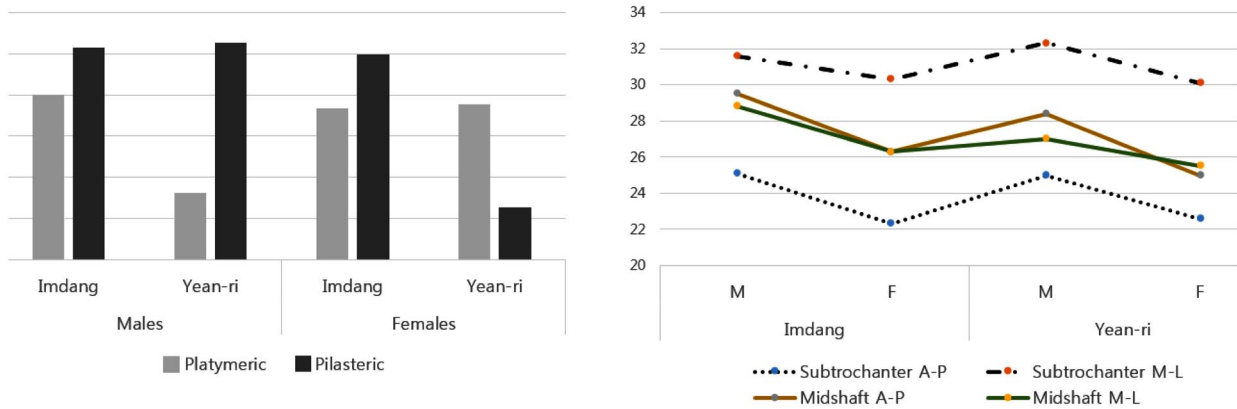 Imdang Yean-ri Imdang Yean-ri
Males Females
Platymeric Pilasteric
34
32
30
28
26
24
22
20
M F M F
Imdang Yean-ri
Subtrochanter A-P Subtrochanter M-L
Midshaft A-P Midshaft M-L